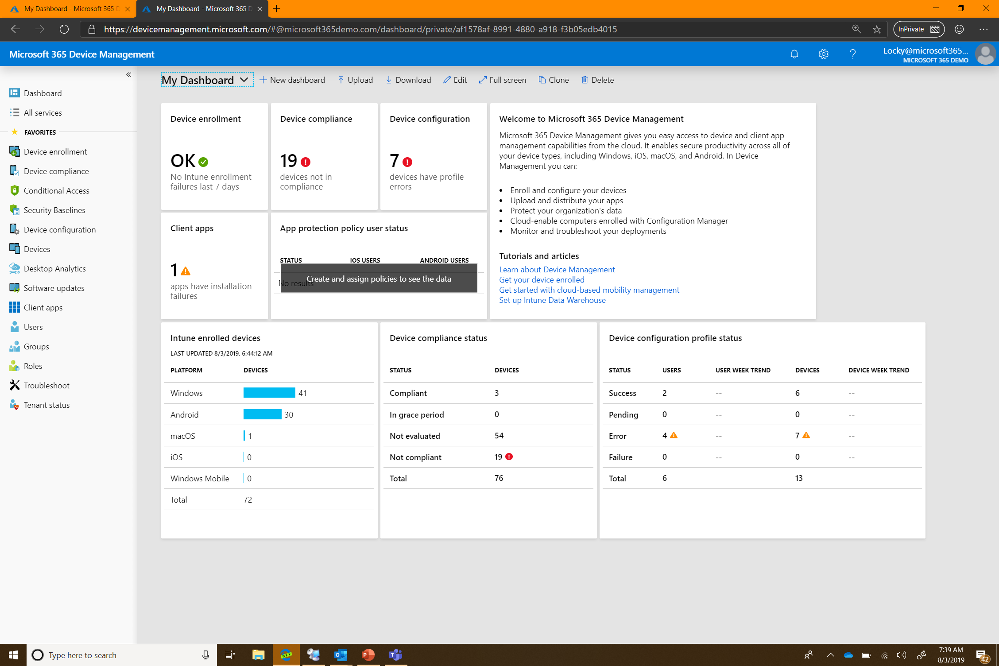 My Dashboard - Microsoft 365 D
My Dashboard - Microsoft 365 D
https://devicemanagement.microsoft.com/#@microsoft365demo.com/dashboard/private/af1578af-8991-4880-a918-f3b05edb4015
InPrivate
Microsoft 365 Device Management
Locky@microsoft365...
MICROSOFT 365 DEMO
Dashboard
All services
FAVORITES
Device enrollment
Device compliance
Conditional Access
Security Baselines
Device configuration
Devices
Desktop Analytics
Software updates
Client apps
Users
Groups
Roles
Troubleshoot
Tenant status
My Dashboard
New dashboard
Upload
Download
Edit
Full screen
Clone
Delete
Device enrollment
OK
No Intune enrollment
failures last 7 days
Device compliance
19
devices not in
compliance
Device configuration
7
devices have profile
errors
Welcome to Microsoft 365 Device Management
Microsoft 365 Device Management gives you easy access to device and client app
management capabilities from the cloud. It enables secure productivity across all of
your device types, including Windows, iOS, macOS, and Android. In Device
Management you can:
• Enroll and configure your devices
• Upload and distribute your apps
• Protect your organization's data
• Cloud-enable computers enrolled with Configuration Manager
• Monitor and troubleshoot your deployments
Tutorials and articles
Learn about Device Management
Get your device enrolled
Get started with cloud-based mobility management
Set up Intune Data Warehouse
Client apps
1
apps have installation
failures
App protection policy user status
STATUS IOS USERS ANDROID USERS
Create and assign policies to see the data
No results
Intune enrolled devices
LAST UPDATED 8/3/2019, 6:44:12 AM
PLATFORM DEVICES
Windows 41
Android 30
macOS 1
iOS 0
Windows Mobile 0
Total 72
Device compliance status
STATUS DEVICES
Compliant 3
In grace period 0
Not evaluated 54
Not compliant 19
Total 76
Device configuration profile status
STATUS USERS USER WEEK TREND DEVICES DEVICE WEEK TREND
Success 2 -- 6 --
Pending 0 -- 0 --
Error 4 -- 7 --
Failure 0 -- 0 --
Total 6 13
Type here to search
DEV
7:39 AM
8/3/2019
42